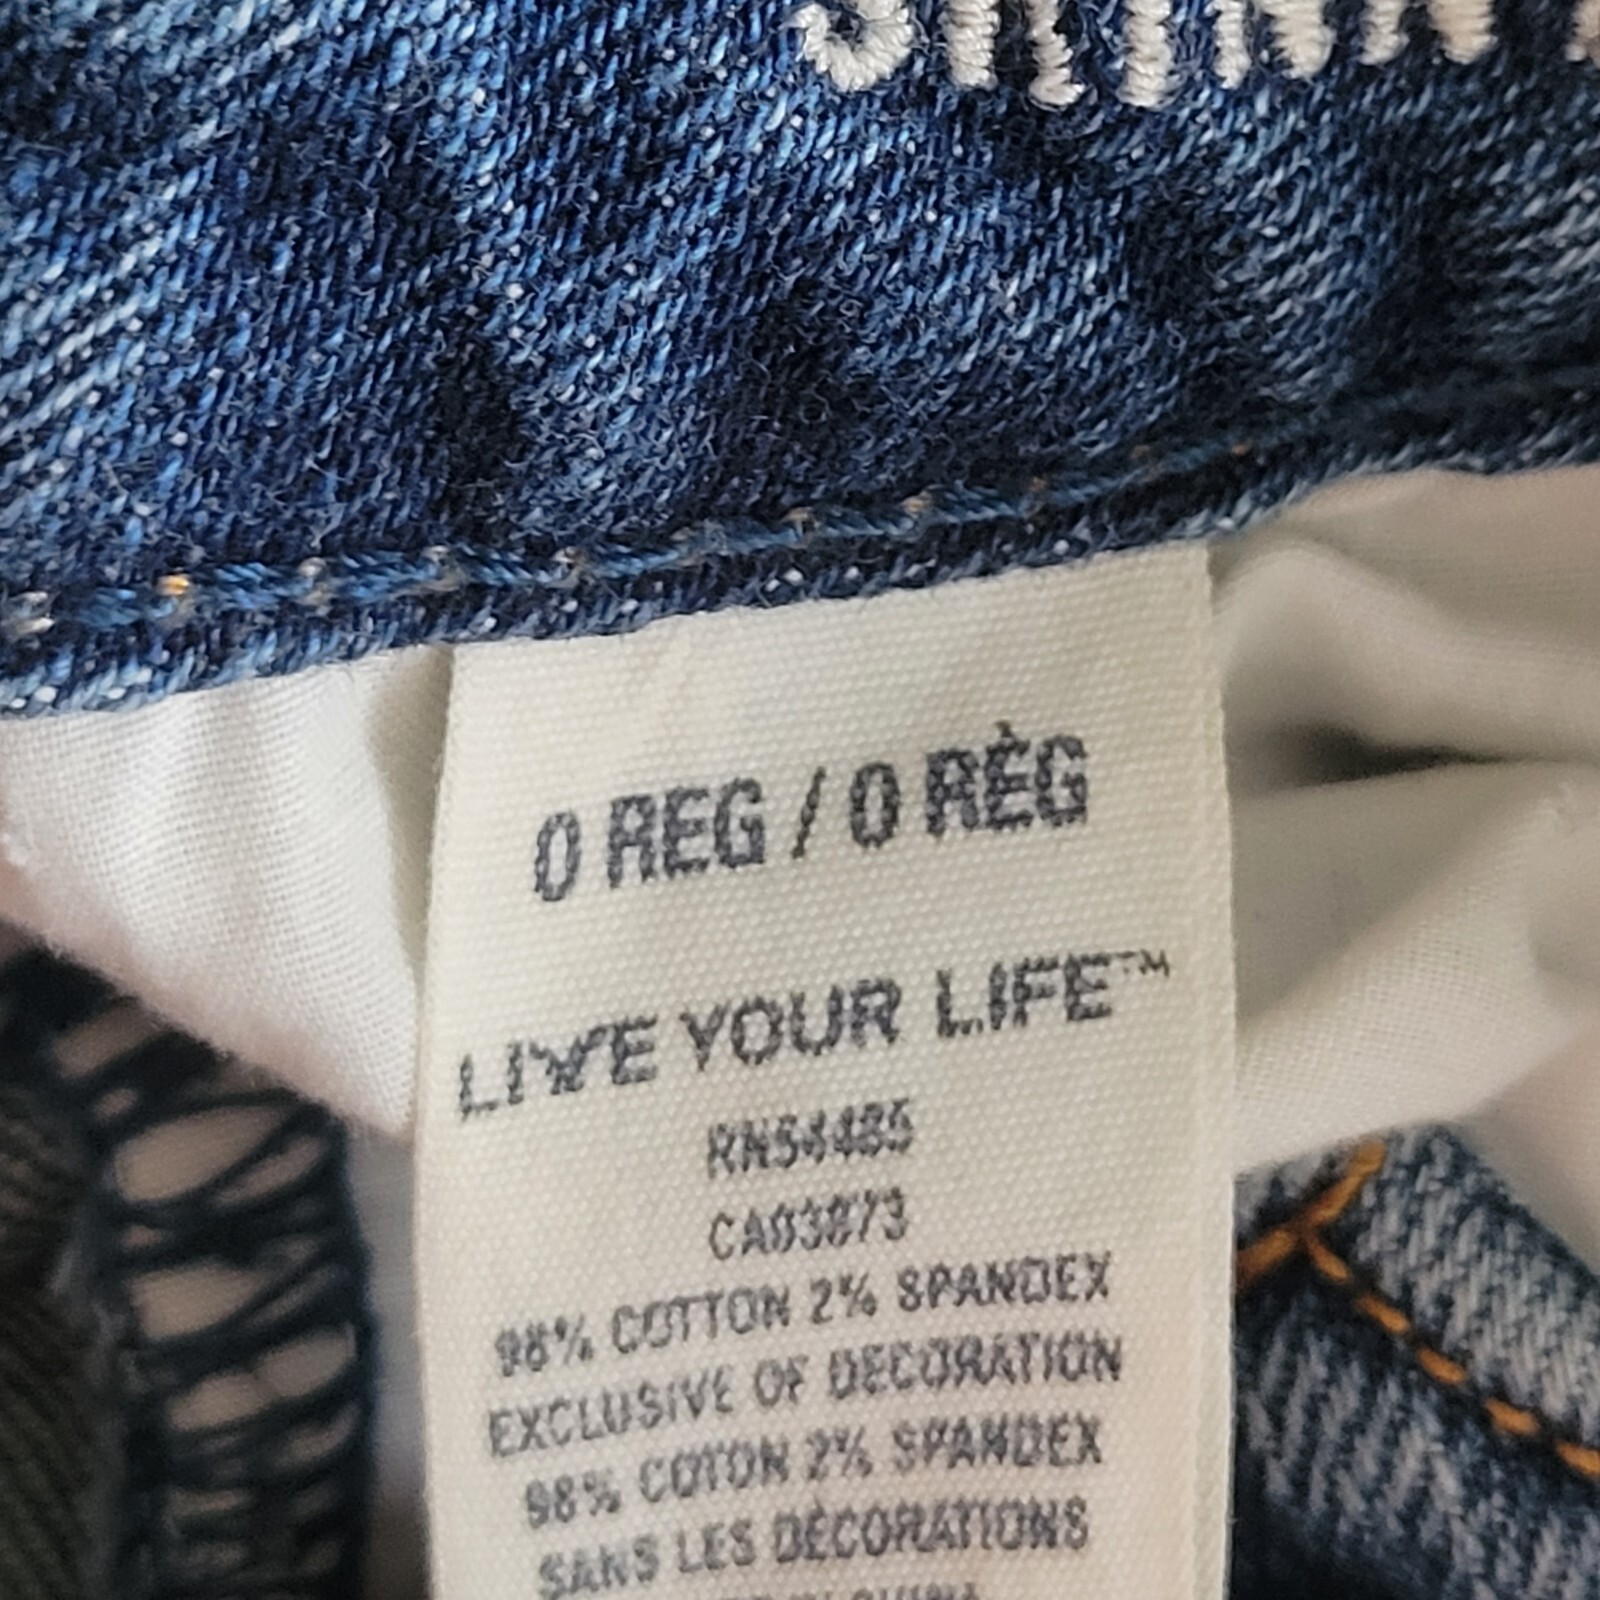 SKINN
0 REG / 0 RÉG
LIVE YOUR LIFE™
RN54485
CA03873
98% COTTON 2% SPANDEX
EXCLUSIVE OF DECORATION
98% COTON 2% SPANDEX
SANS LES DÉCORATIONS